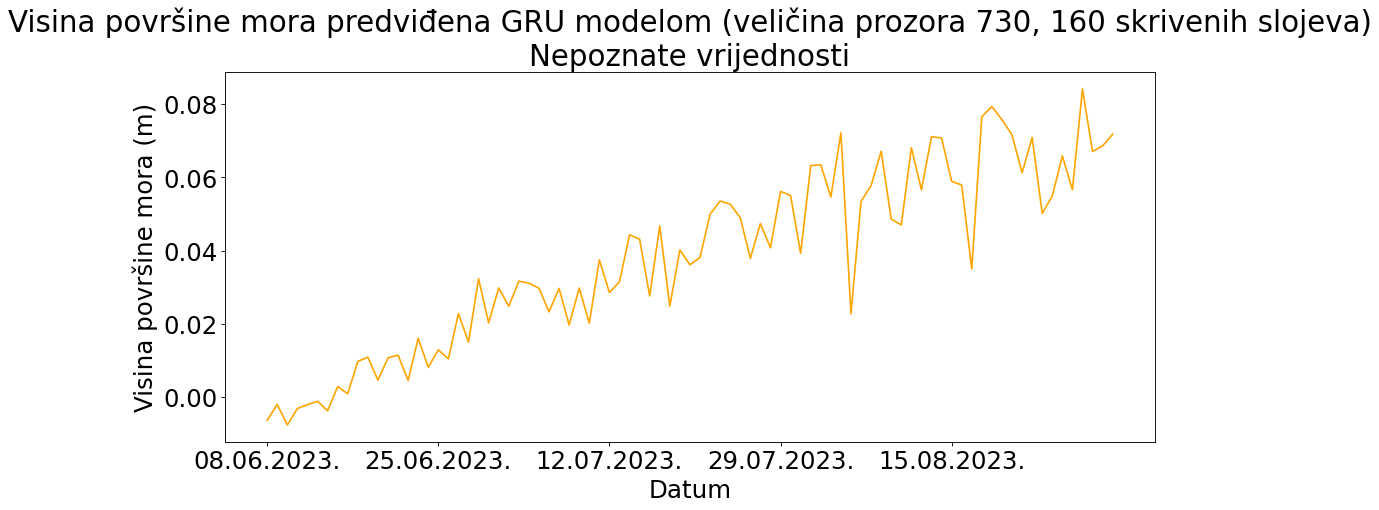 Visina površine mora predviđena GRU modelom (veličina prozora 730, 160 skrivenih slojeva)
Nepoznate vrijednosti
Visina površine mora (m)
0.08
0.06
0.04
0.02
0.00
08.06.2023. 25.06.2023. 12.07.2023. 29.07.2023. 15.08.2023.
Datum